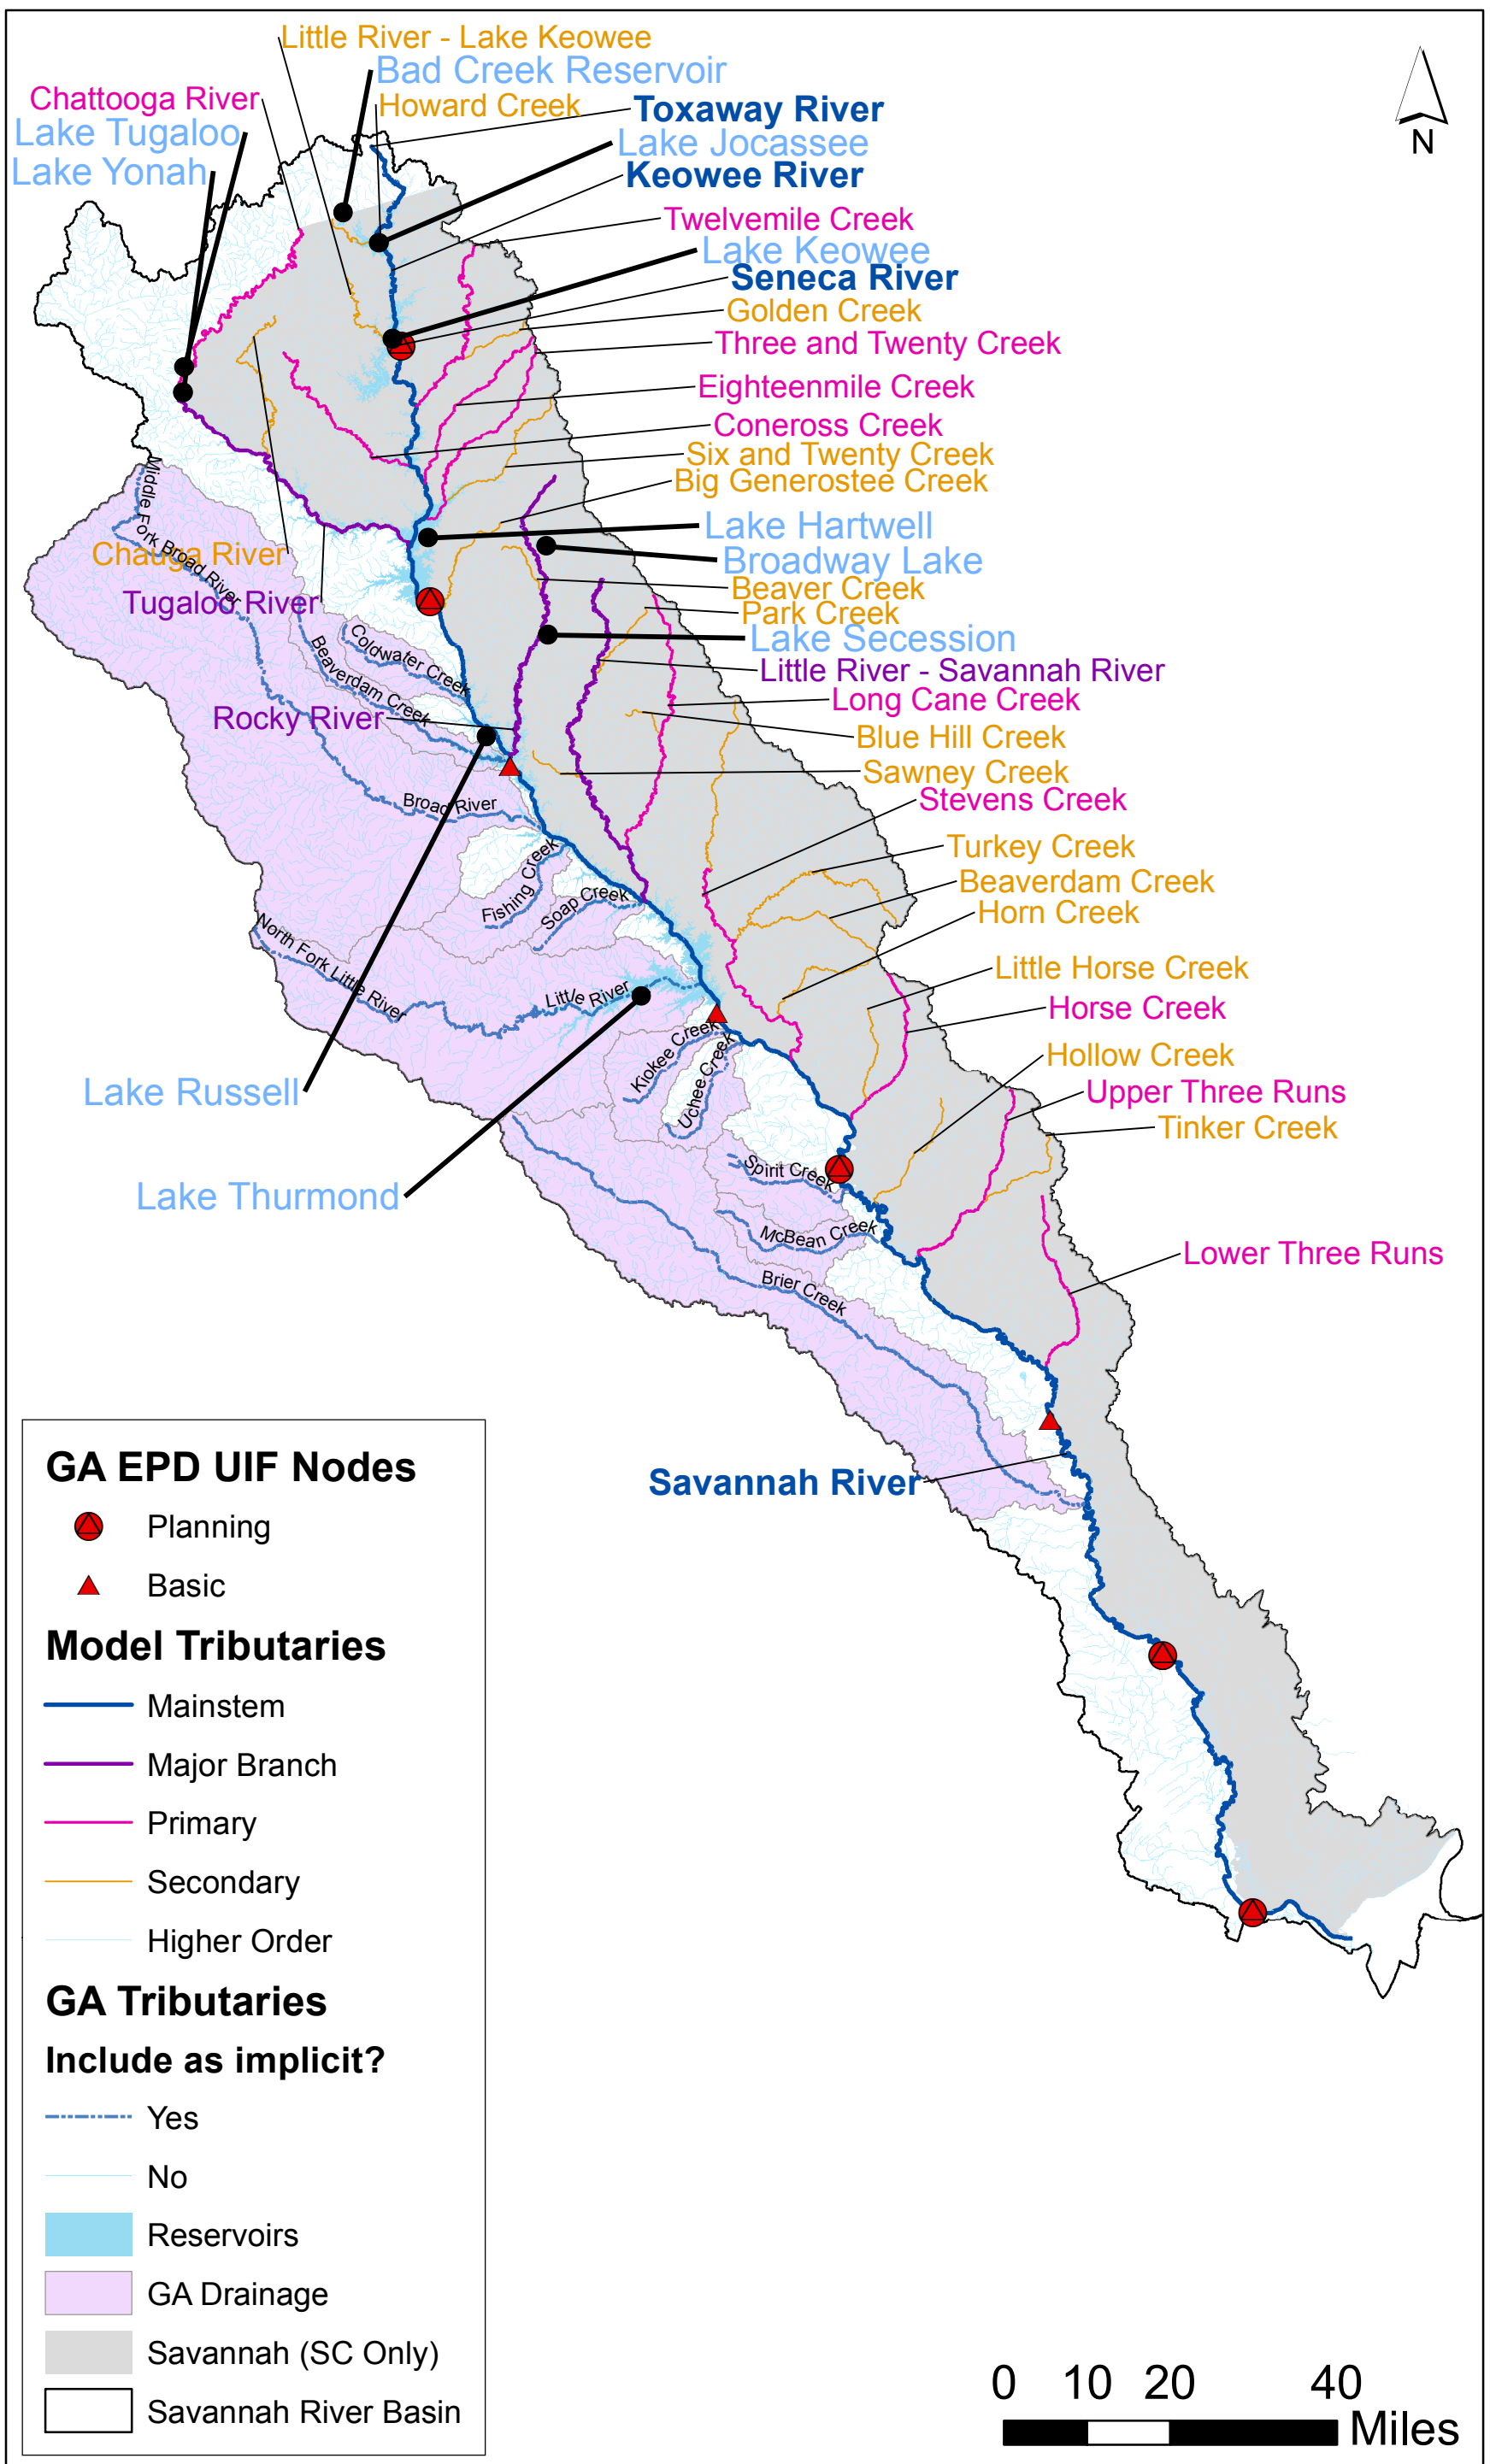 Little River - Lake Keowee
Bad Creek Reservoir
Chattooga River
Howard Creek
Toxaway River
Lake Tugaloo
Lake Jocassee
Lake Yonah
Keowee River
N
Twelvemile Creek
Lake Keowee
Seneca River
Golden Creek
Three and Twenty Creek
Eighteenmile Creek
Coneross Creek
Six and Twenty Creek
Big Generostee Creek
Middle Fork Broad River
Lake Hartwell
Chauga River
Broadway Lake
Beaver Creek
Tugaloo River
Park Creek
Coldwater Creek
Lake Secession
Beaverdam Creek
Little River - Savannah River
Long Cane Creek
Rocky River
Blue Hill Creek
Sawney Creek
Broad River
Stevens Creek
Turkey Creek
Fishing Creek
Beaverdam Creek
Soap Creek
Horn Creek
North Fork Little River
Little River
Little Horse Creek
Horse Creek
Kiokee Creek
Uchee Creek
Hollow Creek
Lake Russell
Upper Three Runs
Tinker Creek
Spirit Creek
Lake Thurmond
McBean Creek
Lower Three Runs
Brier Creek
Savannah River
GA EPD UIF Nodes
Planning
Basic
Model Tributaries
Mainstem
Major Branch
Primary
Secondary
Higher Order
GA Tributaries
Include as implicit?
Yes
No
Reservoirs
GA Drainage
Savannah (SC Only)
Savannah River Basin
0 10 20 40
Miles